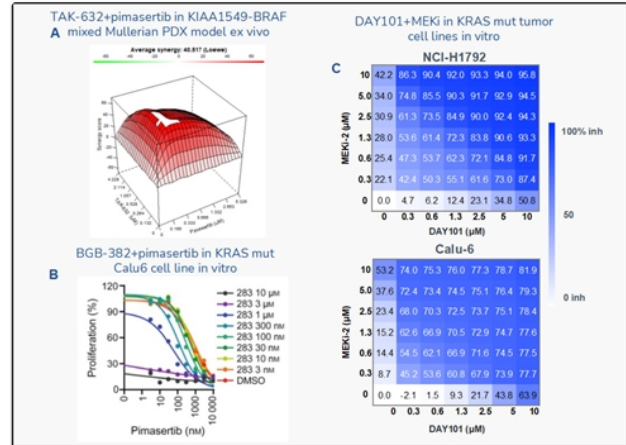 TAK-632+pimasertib in KIAA1549-BRAF
A mixed Mullerian PDX model ex vivo
Average synergy: 40.517 (Loewe)
Synergy score
Pimasertib (µM)
BGB-382+pimasertib in KRAS mut
Calu6 cell line in vitro
B
Proliferation (%)
120
90
60
30
0
283 10 µM
283 3 µM
283 1 µM
283 300 nM
283 100 nM
283 30 nM
283 10 nM
283 3 nM
DMSO
0 1 10 100 1000 10 000
Pimasertib (nM)
DAY101+MEKi in KRAS mut tumor
cell lines in vitro
C
NCI-H1792
MEKi-2 (µM)
10 42.2 86.3 90.4 92.0 93.3 94.0 95.8
5.0 34.0 74.8 85.5 90.3 91.7 92.9 94.5
2.5 30.9 61.3 73.5 84.9 90.0 92.4 94.3
1.3 28.0 53.6 61.4 72.3 83.8 90.6 93.3
0.6 25.4 47.3 53.7 62.3 72.1 84.8 91.7
0.3 22.1 42.4 50.3 55.1 61.6 73.0 87.4
0 0.0 4.7 6.2 12.4 23.1 34.8 50.8
0 0.3 0.6 1.3 2.5 5 10
DAY101 (µM)
Calu-6
MEKi-2 (µM)
10 53.2 74.0 75.3 76.0 77.3 78.7 81.9
5.0 37.6 72.4 73.4 74.5 75.1 76.4 79.3
2.5 23.4 68.0 70.3 72.5 73.7 75.1 78.4
1.3 15.2 62.6 66.9 70.5 72.9 74.7 77.6
0.6 14.4 54.5 62.1 66.9 71.6 74.5 77.5
0.3 8.7 45.2 53.6 60.8 67.9 73.9 77.7
0 0.0 -2.1 1.5 9.3 21.7 43.8 63.9
0 0.3 0.6 1.3 2.5 5 10
DAY101 (µM)
100% inh
50
0 inh